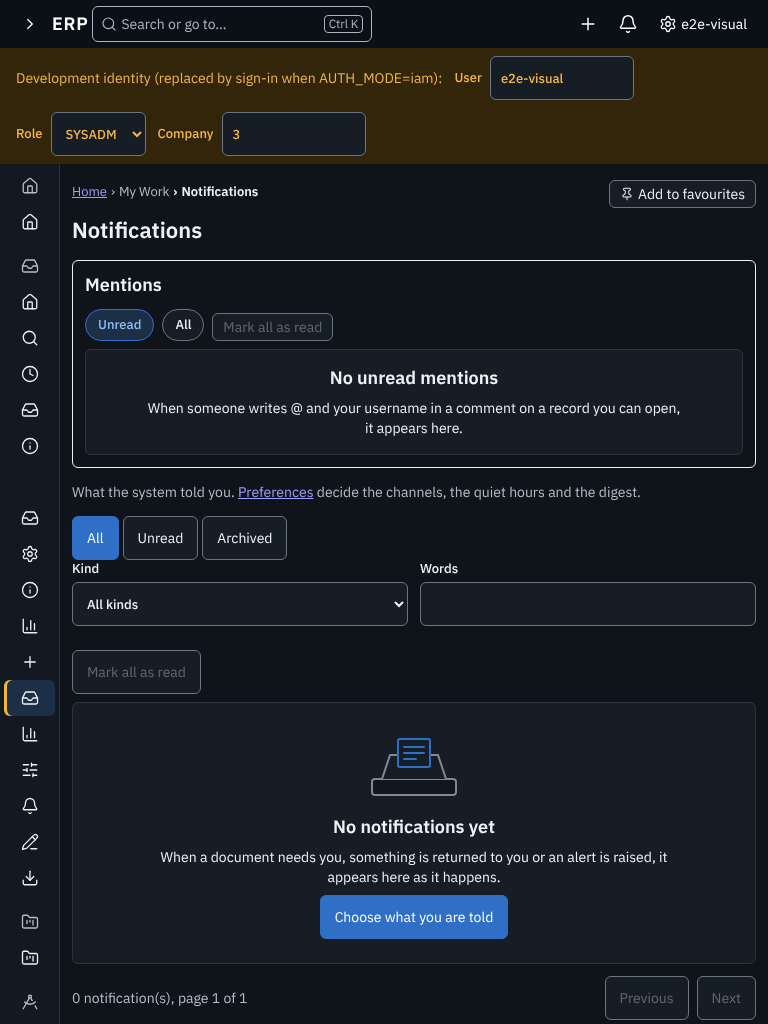 ERP
Search or go to...
Ctrl K
e2e-visual
Development identity (replaced by sign-in when AUTH_MODE=iam):
User
e2e-visual
Role
SYSADM
Company
3
Home › My Work › Notifications
Add to favourites
Notifications
Mentions
Unread
All
Mark all as read
No unread mentions
When someone writes @ and your username in a comment on a record you can open,
it appears here.
What the system told you. Preferences decide the channels, the quiet hours and the digest.
All
Unread
Archived
Kind
Words
All kinds
Mark all as read
No notifications yet
When a document needs you, something is returned to you or an alert is raised, it
appears here as it happens.
Choose what you are told
0 notification(s), page 1 of 1
Previous
Next